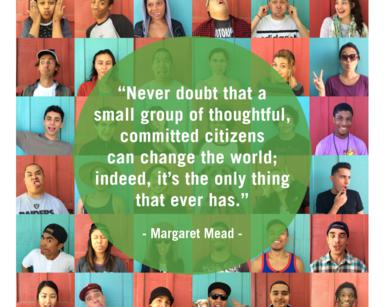 “Never doubt that a
small group of thoughtful,
committed citizens
can change the world;
indeed, it’s the only thing
that ever has.”
- Margaret Mead -
RAIDERS